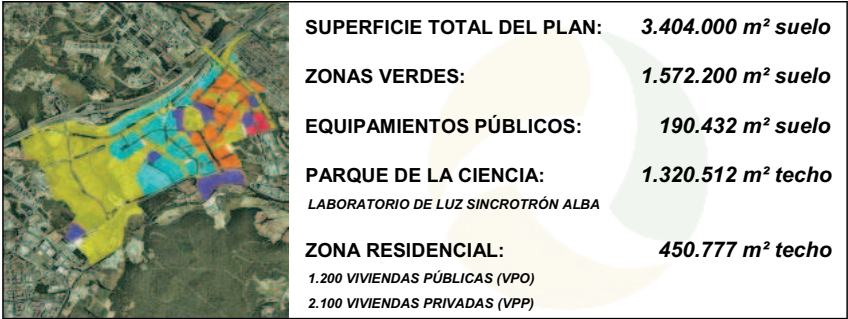 SUPERFICIE TOTAL DEL PLAN: 3.404.000 m² suelo
ZONAS VERDES: 1.572.200 m² suelo
EQUIPAMIENTOS PÚBLICOS: 190.432 m² suelo
PARQUE DE LA CIENCIA: 1.320.512 m² techo
LABORATORIO DE LUZ SINCROTRÓN ALBA
ZONA RESIDENCIAL: 450.777 m² techo
1.200 VIVIENDAS PÚBLICAS (VPO)
2.100 VIVIENDAS PRIVADAS (VPP)